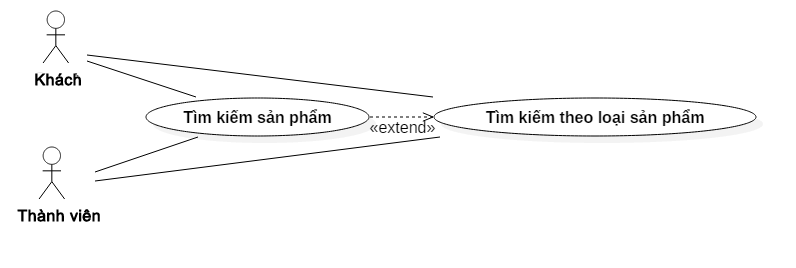 Khách
Tìm kiếm sản phẩm
«extend»
Tìm kiếm theo loại sản phẩm
Thành viên